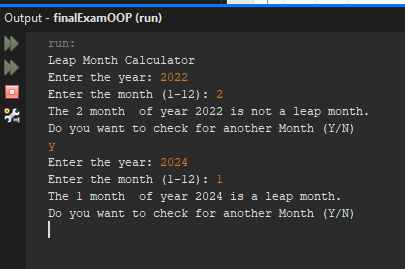 Output - finalExamOOP (run)
run:
Leap Month Calculator
Enter the year: 2022
Enter the month (1-12): 2
The 2 month  of year 2022 is not a leap month.
Do you want to check for another Month (Y/N)
y
Enter the year: 2024
Enter the month (1-12): 1
The 1 month  of year 2024 is a leap month.
Do you want to check for another Month (Y/N)